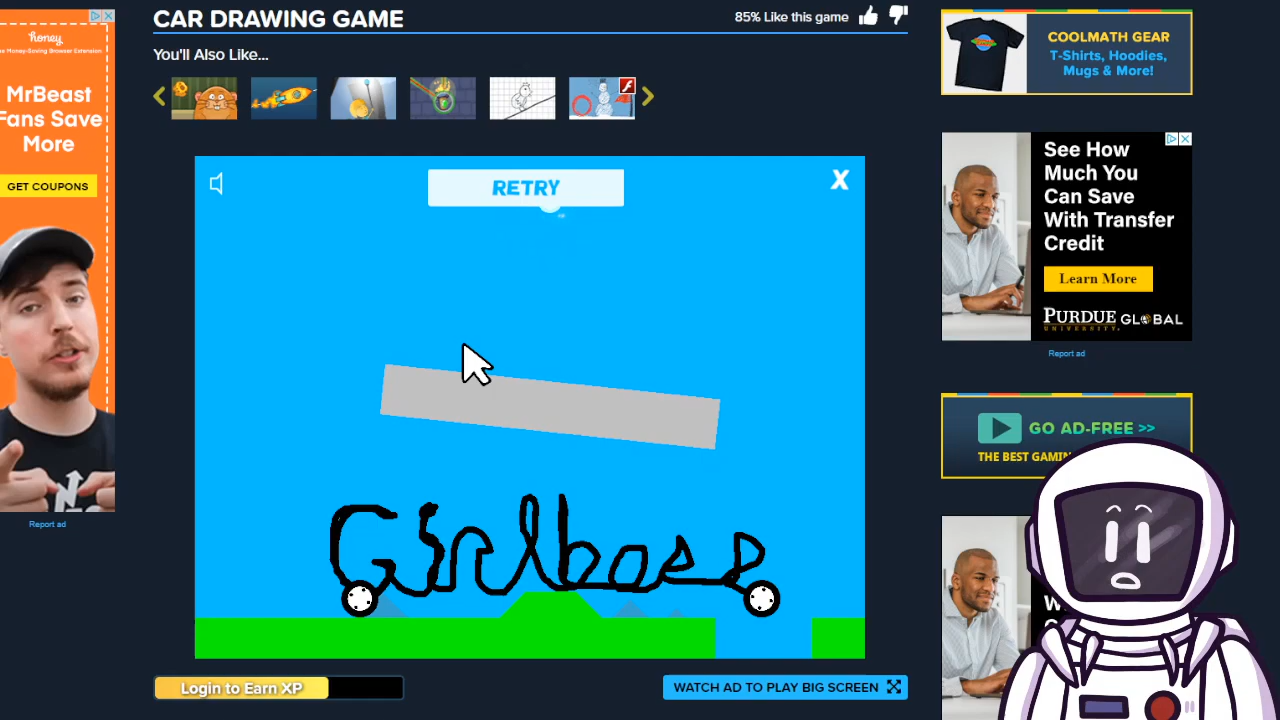 CAR DRAWING GAME
85% Like this game
You'll Also Like...
honey
MrBeast
Fans Save
More
GET COUPONS
Report ad
RETRY
X
Girlboss
Login to Earn XP
WATCH AD TO PLAY BIG SCREEN
COOLMATH GEAR
T-Shirts, Hoodies,
Mugs & More!
See How
Much You
Can Save
With Transfer
Credit
Learn More
PURDUE GLOBAL
UNIVERSITY
Report ad
GO AD-FREE >>
THE BEST